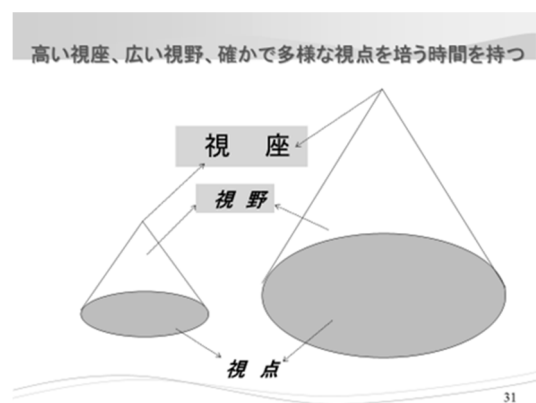 高い視座、広い視野、確かで多様な視点を培う時間を持つ
視　座
視 野
視 点
31